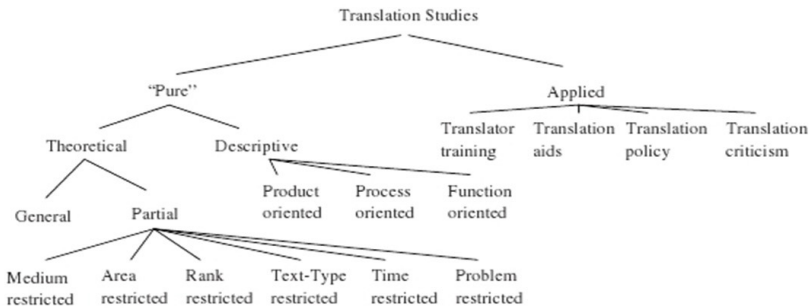 Translation Studies
“Pure”
Applied
Theoretical
Descriptive
Translator training
Translation aids
Translation policy
Translation criticism
General
Partial
Product oriented
Process oriented
Function oriented
Medium restricted
Area restricted
Rank restricted
Text-Type restricted
Time restricted
Problem restricted